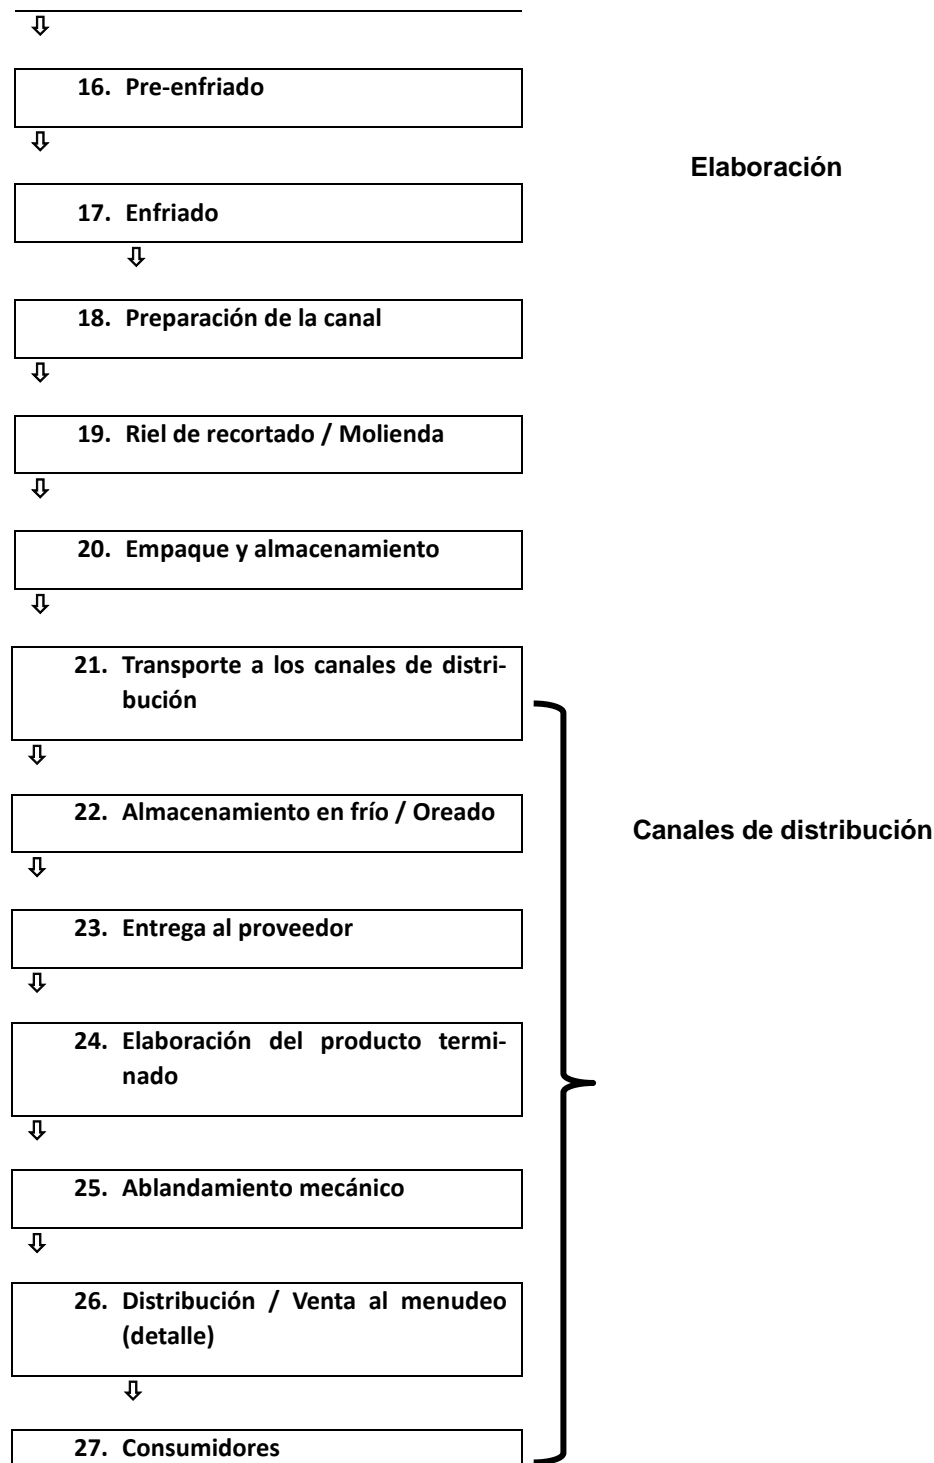 ⇩
16. Pre-enfriado
⇩
Elaboración
17. Enfriado
⇩
18. Preparación de la canal
⇩
19. Riel de recortado / Molienda
⇩
20. Empaque y almacenamiento
⇩
21. Transporte a los canales de distri-
bución
⇩
22. Almacenamiento en frío / Oreado
Canales de distribución
⇩
23. Entrega al proveedor
⇩
24. Elaboración del producto termi-
nado
⇩
25. Ablandamiento mecánico
⇩
26. Distribución / Venta al menudeo
(detalle)
⇩
27. Consumidores